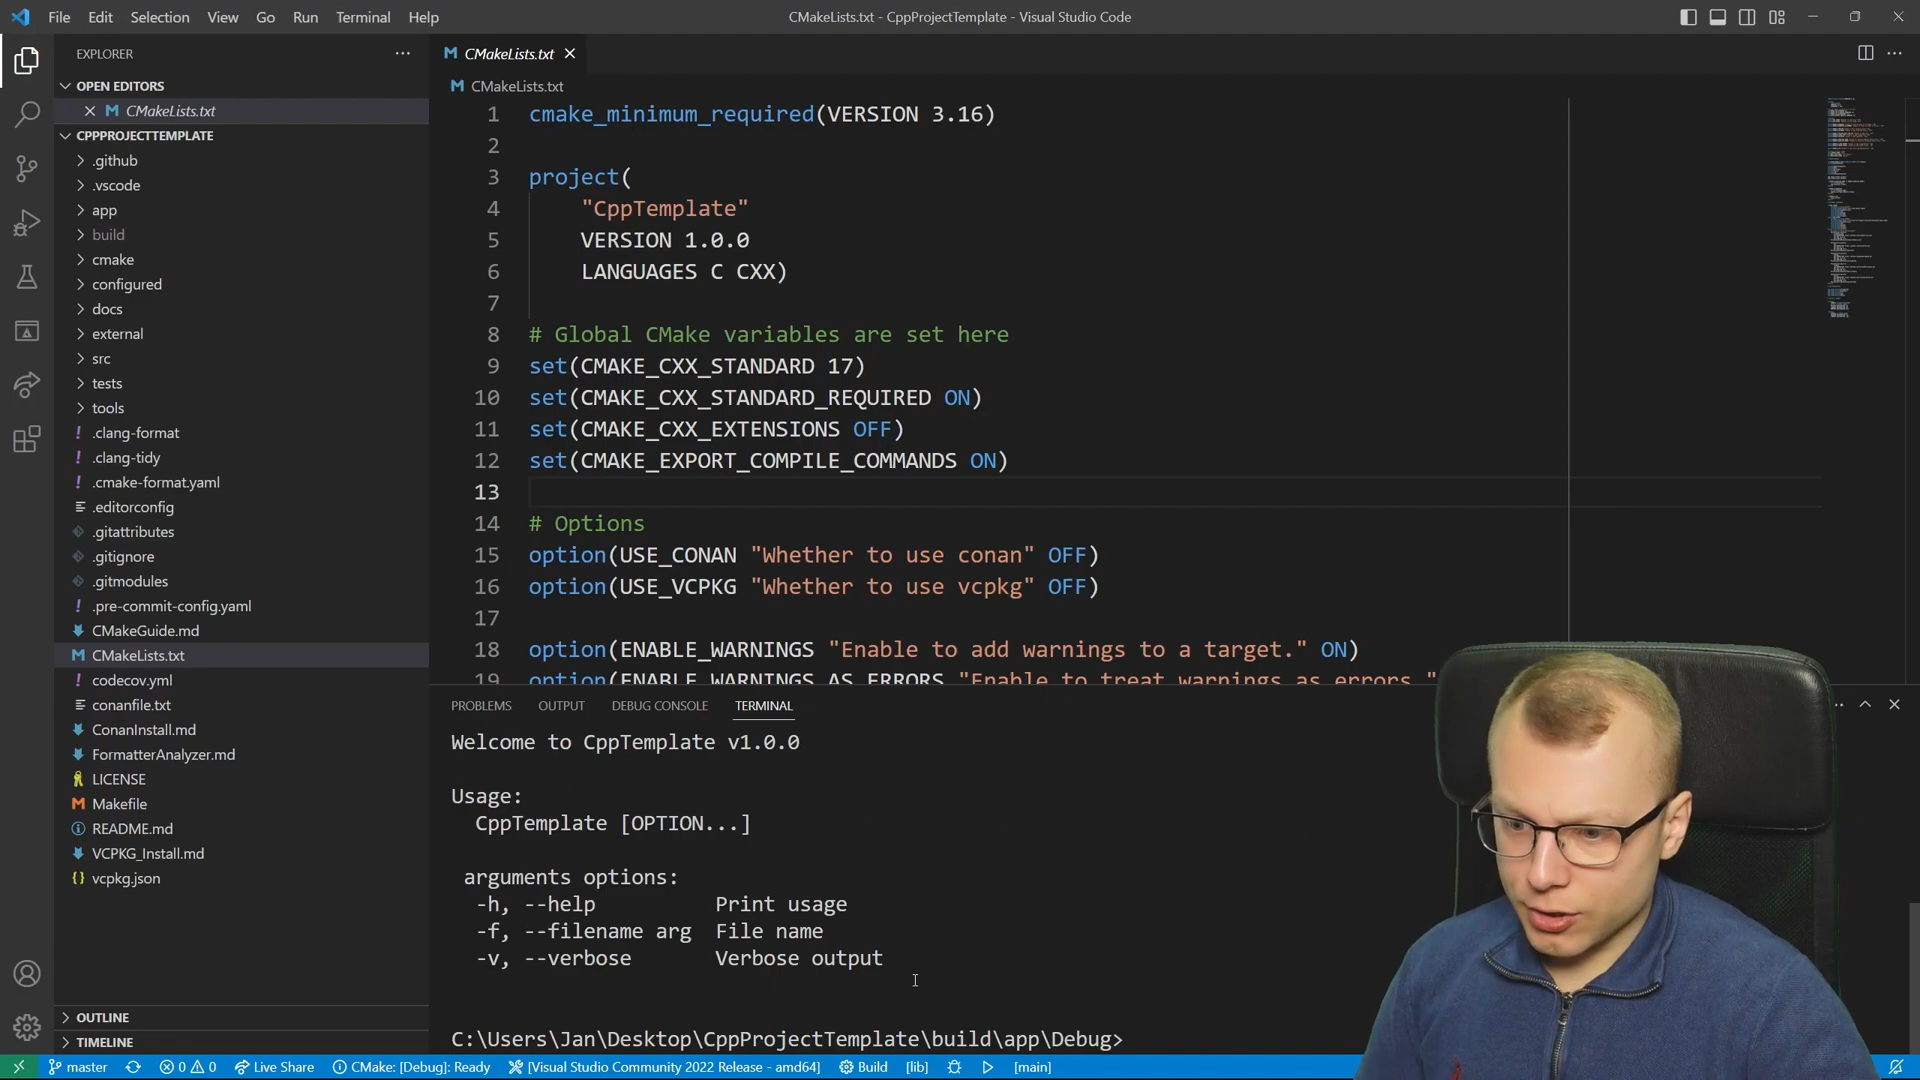 File Edit Selection View Go Run Terminal Help
CMakeLists.txt - CppProjectTemplate - Visual Studio Code
EXPLORER
OPEN EDITORS
CMakeLists.txt
CPPPROJECTTEMPLATE
.github
.vscode
app
build
cmake
configured
docs
external
src
tests
tools
.clang-format
.clang-tidy
.cmake-format.yaml
.editorconfig
.gitattributes
.gitignore
.gitmodules
.pre-commit-config.yaml
CMakeGuide.md
CMakeLists.txt
codecov.yml
conanfile.txt
ConanInstall.md
FormatterAnalyzer.md
LICENSE
Makefile
README.md
VCPKG_Install.md
vcpkg.json
OUTLINE
TIMELINE
CMakeLists.txt
CMakeLists.txt
1 cmake_minimum_required(VERSION 3.16)
2
3 project(
4 "CppTemplate"
5 VERSION 1.0.0
6 LANGUAGES C CXX)
7
8 # Global CMake variables are set here
9 set(CMAKE_CXX_STANDARD 17)
10 set(CMAKE_CXX_STANDARD_REQUIRED ON)
11 set(CMAKE_CXX_EXTENSIONS OFF)
12 set(CMAKE_EXPORT_COMPILE_COMMANDS ON)
13
14 # Options
15 option(USE_CONAN "Whether to use conan" OFF)
16 option(USE_VCPKG "Whether to use vcpkg" OFF)
17
18 option(ENABLE_WARNINGS "Enable to add warnings to a target." ON)
19 option(ENABLE_WARNINGS_AS_ERRORS "Enable to treat warnings as errors."
PROBLEMS OUTPUT DEBUG CONSOLE TERMINAL
Welcome to CppTemplate v1.0.0
Usage:
CppTemplate [OPTION...]
arguments options:
-h, --help Print usage
-f, --filename arg File name
-v, --verbose Verbose output
C:\Users\Jan\Desktop\CppProjectTemplate\build\app\Debug>
master 0 0 Live Share CMake: [Debug]: Ready [Visual Studio Community 2022 Release - amd64] Build [lib] [main]